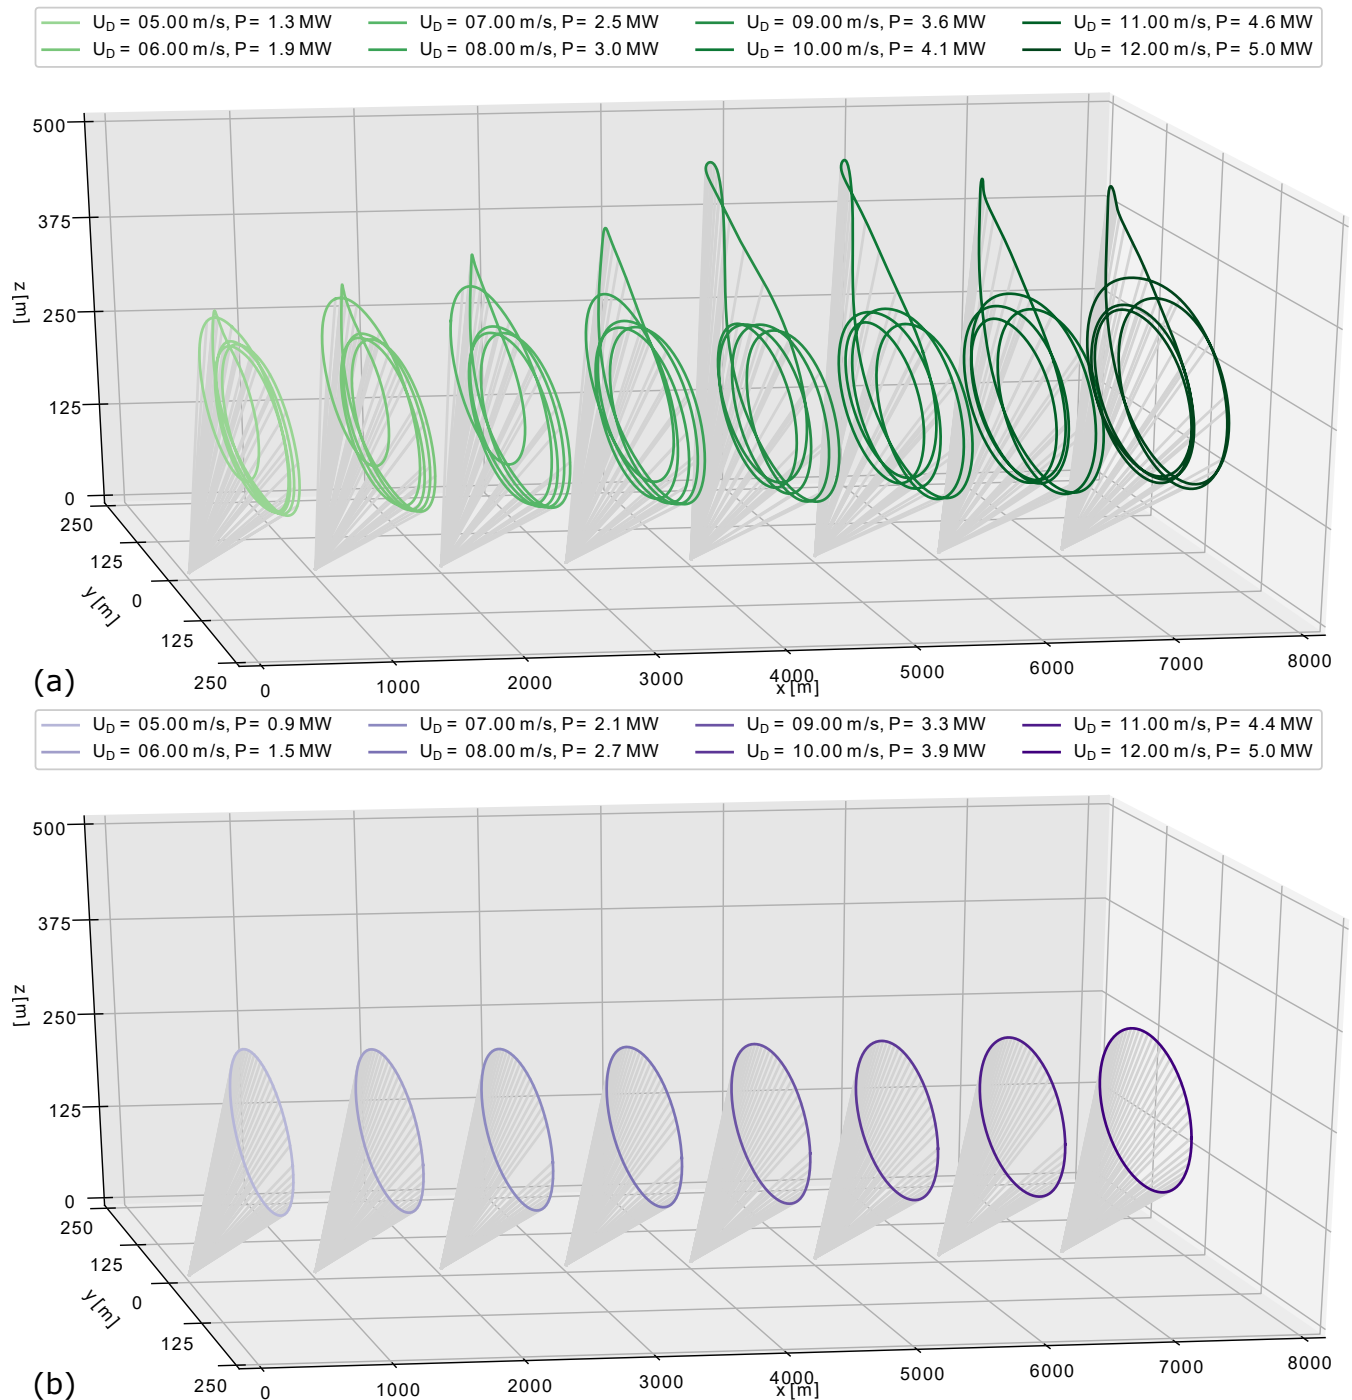 U_D = 05.00 m/s, P = 1.3 MW   U_D = 07.00 m/s, P = 2.5 MW   U_D = 09.00 m/s, P = 3.6 MW   U_D = 11.00 m/s, P = 4.6 MW
U_D = 06.00 m/s, P = 1.9 MW   U_D = 08.00 m/s, P = 3.0 MW   U_D = 10.00 m/s, P = 4.1 MW   U_D = 12.00 m/s, P = 5.0 MW
500
375
z [m]
250
125
0
250
125
0
y [m]
125
250
0 1000 2000 3000 4000 5000 6000 7000 8000
x [m]
(a)
U_D = 05.00 m/s, P = 0.9 MW   U_D = 07.00 m/s, P = 2.1 MW   U_D = 09.00 m/s, P = 3.3 MW   U_D = 11.00 m/s, P = 4.4 MW
U_D = 06.00 m/s, P = 1.5 MW   U_D = 08.00 m/s, P = 2.7 MW   U_D = 10.00 m/s, P = 3.9 MW   U_D = 12.00 m/s, P = 5.0 MW
500
375
z [m]
250
125
0
250
125
0
y [m]
125
250
0 1000 2000 3000 4000 5000 6000 7000 8000
x [m]
(b)